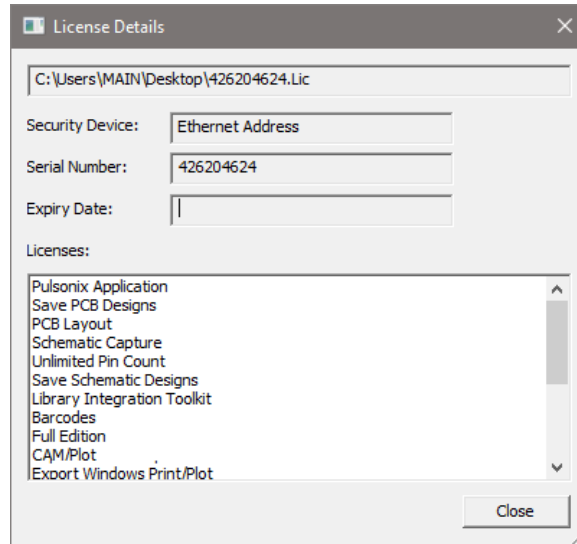 License Details
C:\Users\MAIN\Desktop\426204624.Lic
Security Device: Ethernet Address
Serial Number: 426204624
Expiry Date:
Licenses:
Pulsonix Application
Save PCB Designs
PCB Layout
Schematic Capture
Unlimited Pin Count
Save Schematic Designs
Library Integration Toolkit
Barcodes
Full Edition
CAM/Plot
Export Windows Print/Plot
Close